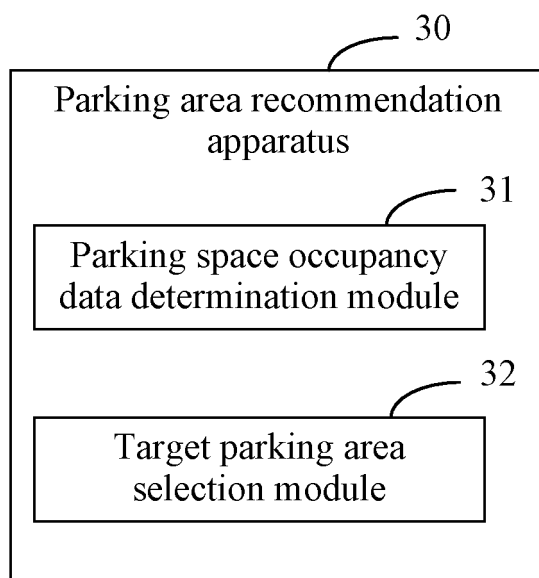 30
Parking area recommendation
apparatus
31
Parking space occupancy
data determination module
32
Target parking area
selection module